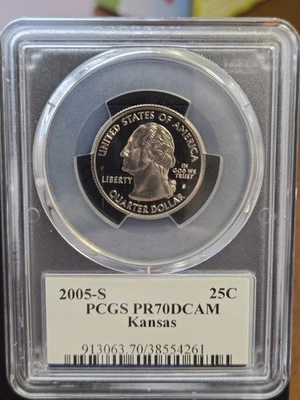 UNITED STATES OF AMERICA
LIBERTY
IN
GOD WE
TRUST
S
QUARTER DOLLAR
2005-S 25C
PCGS PR70DCAM
Kansas
913063.70/38554261